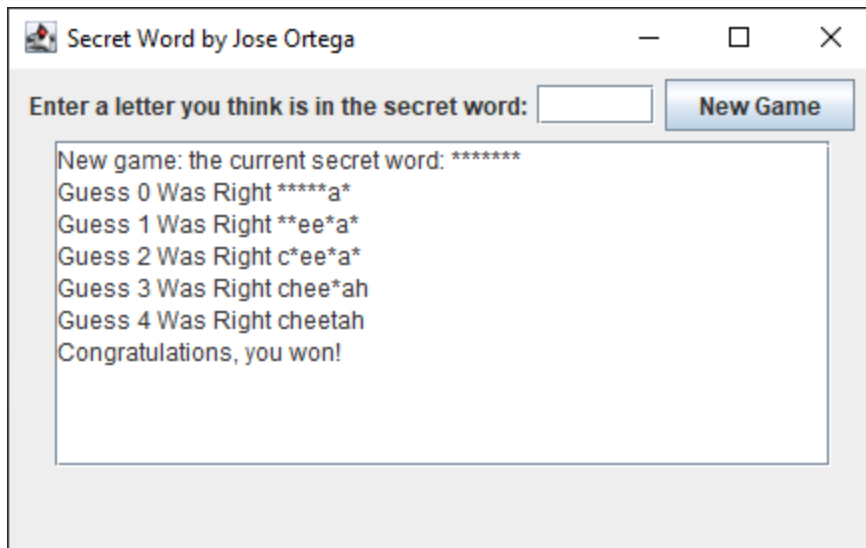 Secret Word by Jose Ortega
Enter a letter you think is in the secret word: New Game
New game: the current secret word: *******
Guess 0 Was Right *****a*
Guess 1 Was Right **ee*a*
Guess 2 Was Right c*ee*a*
Guess 3 Was Right chee*ah
Guess 4 Was Right cheetah
Congratulations, you won!